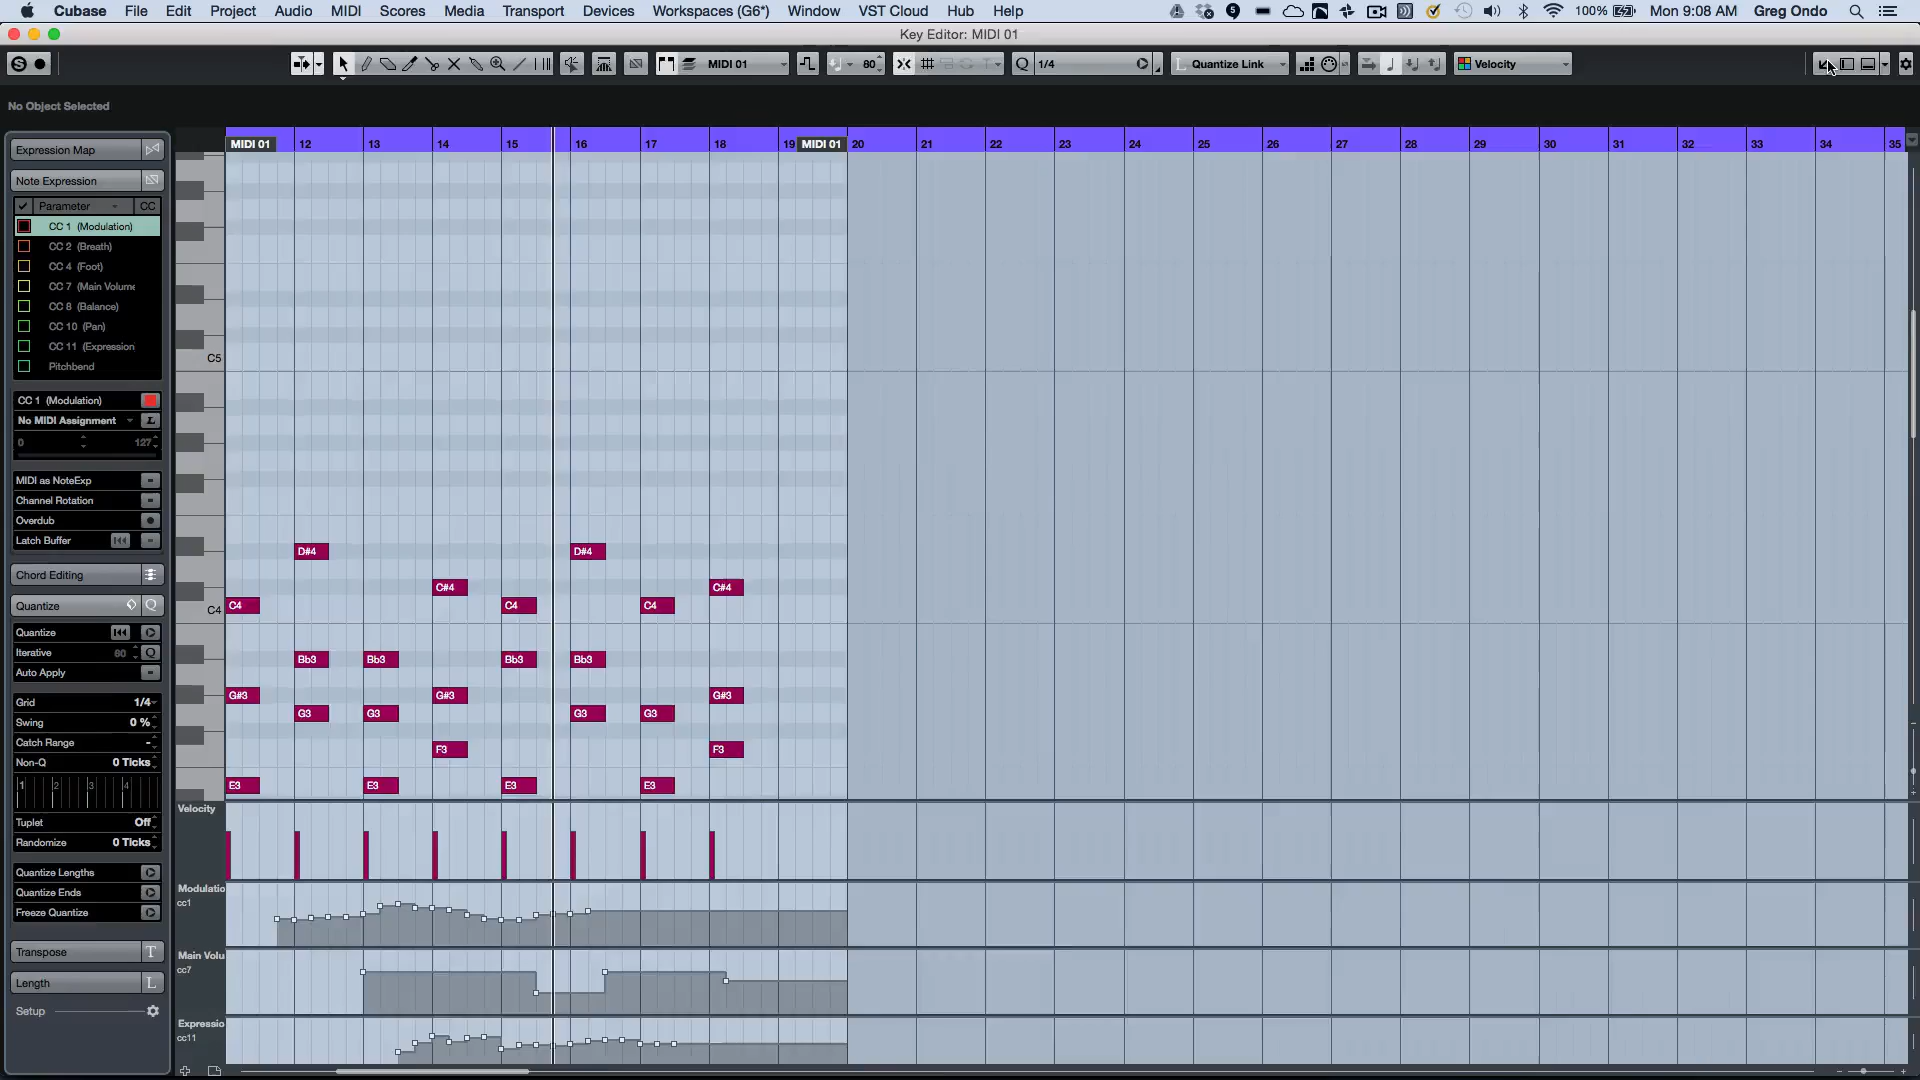 Cubase File Edit Project Audio MIDI Scores Media Transport Devices Workspaces (G6*) Window VST Cloud Hub Help 100% Mon 9:08 AM Greg Ondo
Key Editor: MIDI 01
MIDI 01 80 Q 1/4 Quantize Link Velocity
No Object Selected
MIDI 01 12 13 14 15 16 17 18 19 MIDI 01 20 21 22 23 24 25 26 27 28 29 30 31 32 33 34 35
Expression Map
Note Expression
Parameter CC
CC 1 (Modulation)
CC 2 (Breath)
CC 4 (Foot)
CC 7 (Main Volume
CC 8 (Balance)
CC 10 (Pan)
CC 11 (Expression
Pitchbend
CC 1 (Modulation)
No MIDI Assignment
0 127
MIDI as NoteExp
Channel Rotation
Overdub
Latch Buffer
Chord Editing
Quantize Q
Quantize
Iterative 60 Q
Auto Apply
Grid 1/4
Swing 0 %
Catch Range -
Non-Q 0 Ticks
1 2 3 4
Tuplet Off
Randomize 0 Ticks
Quantize Lengths
Quantize Ends
Freeze Quantize
Transpose T
Length L
Setup
C5
D#4 D#4
C#4 C#4
C4 C4 C4 C4
Bb3 Bb3 Bb3 Bb3
G#3 G#3 G#3
G3 G3 G3 G3
F3 F3
E3 E3 E3 E3
Velocity
Modulatio
cc1
Main Volu
cc7
Expressio
cc11